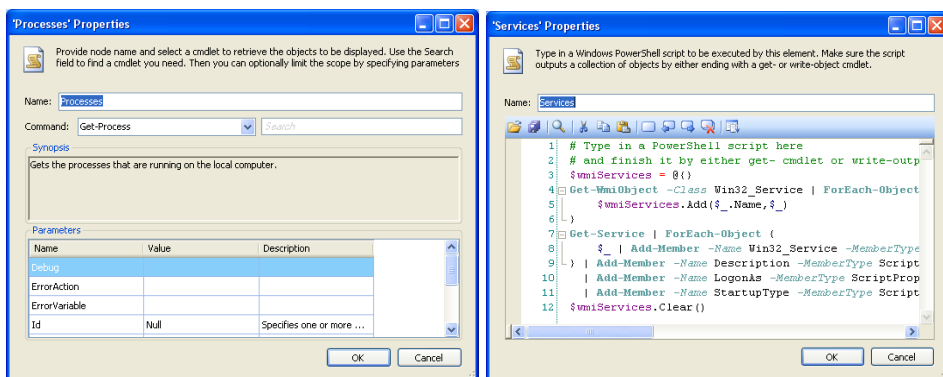 'Processes' Properties
Provide node name and select a cmdlet to retrieve the objects to be displayed. Use the Search
field to find a cmdlet you need. Then you can optionally limit the scope by specifying parameters
Name: Processes
Command: Get-Process Search
Synopsis
Gets the processes that are running on the local computer.
Parameters
Name Value Description
Debug
ErrorAction
ErrorVariable
Id Null Specifies one or more ...
OK Cancel
'Services' Properties
Type in a Windows PowerShell script to be executed by this element. Make sure the script
outputs a collection of objects by either ending with a get- or write-object cmdlet.
Name: Services
1 # Type in a PowerShell script here
2 # and finish it by either get- cmdlet or write-outp
3 $wmiServices = @{}
4 Get-WmiObject -Class Win32_Service | ForEach-Object
5 $wmiServices.Add($_.Name,$_)
6 }
7 Get-Service | ForEach-Object {
8 $_ | Add-Member -Name Win32_Service -MemberType
9 } | Add-Member -Name Description -MemberType Script
10 | Add-Member -Name LogonAs -MemberType ScriptProp
11 | Add-Member -Name StartupType -MemberType Script
12 $wmiServices.Clear()
OK Cancel